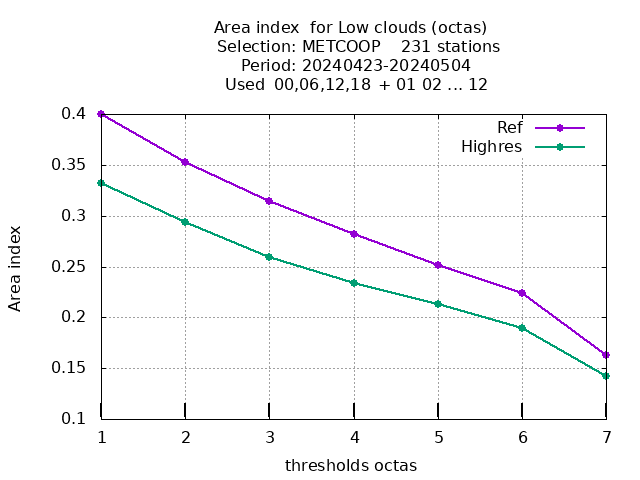 Area index  for Low clouds (octas)
Selection: METCOOP    231 stations
Period: 20240423-20240504
Used  00,06,12,18  + 01 02 ... 12
Ref
Highres
0.4
0.35
0.3
0.25
0.2
0.15
0.1
Area index
1 2 3 4 5 6 7
thresholds octas